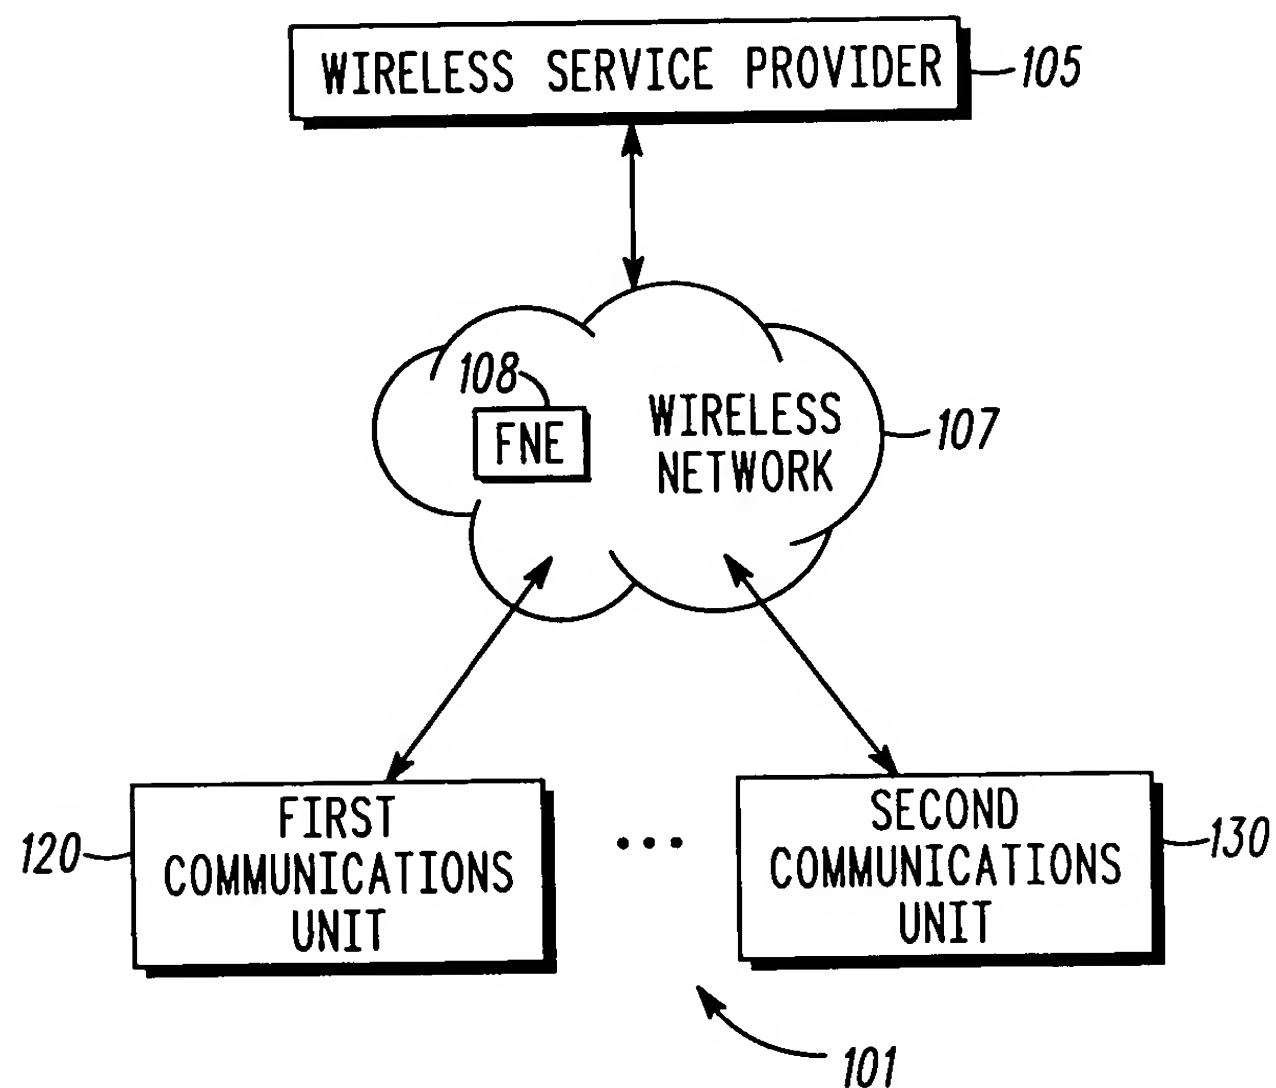 WIRELESS SERVICE PROVIDER
105
108
FNE
WIRELESS
NETWORK
107
120
FIRST
COMMUNICATIONS
UNIT
SECOND
COMMUNICATIONS
UNIT
130
101